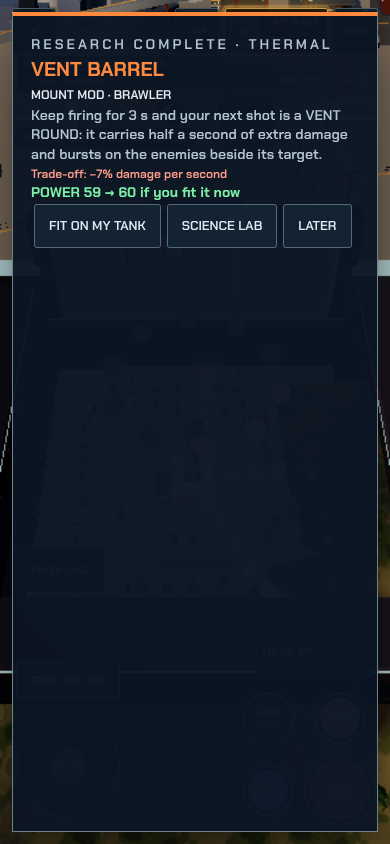 RESEARCH COMPLETE · THERMAL
VENT BARREL
MOUNT MOD · BRAWLER
Keep firing for 3 s and your next shot is a VENT
ROUND: it carries half a second of extra damage
and bursts on the enemies beside its target.
Trade-off: −7% damage per second
POWER 59 → 60 if you fit it now
FIT ON MY TANK
SCIENCE LAB
LATER
ENTER BASE